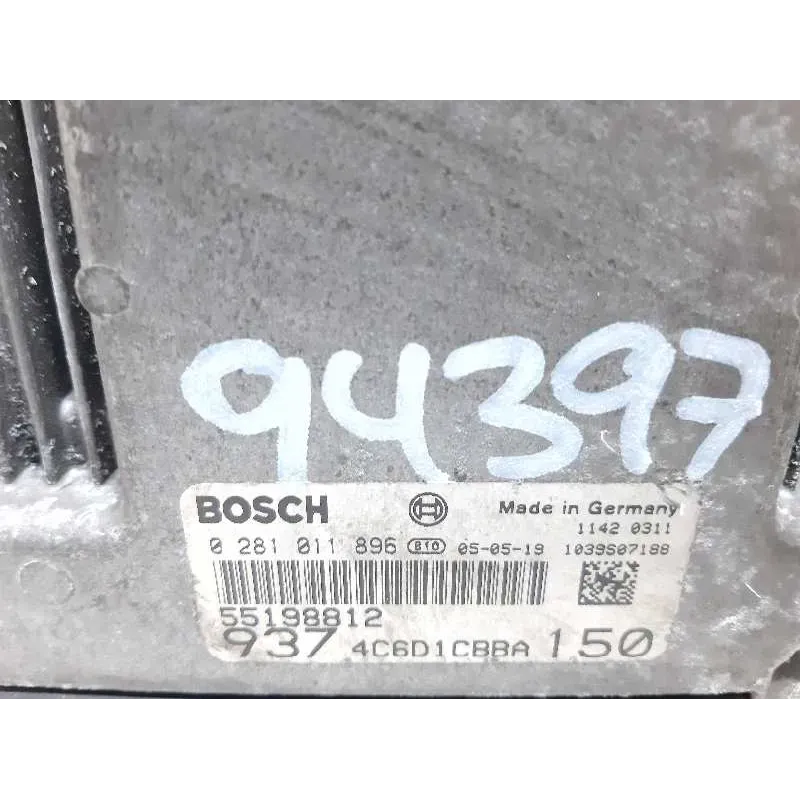 94397
BOSCH Made in Germany
1142 0311
0 281 011 896 B10 05-05-19 1039S07188
55198812
937 4C6D1CBBA 150